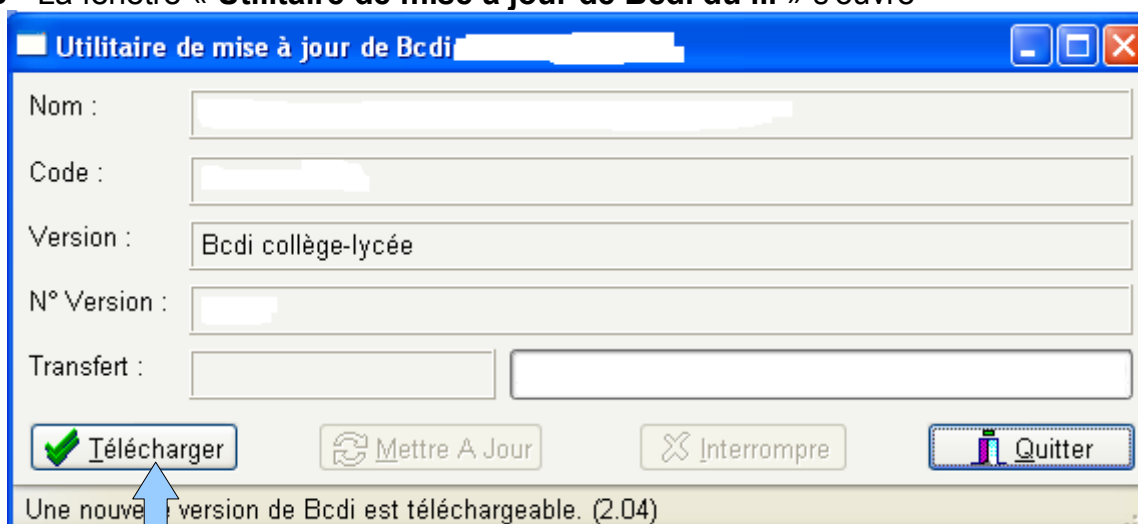 La fenêtre « Utilitaire de mise à jour de Bcdi du ... » s'ouvre
Utilitaire de mise à jour de Bcdi
Nom :
Code :
Version : Bcdi collège-lycée
N° Version :
Transfert :
Télécharger Mettre A Jour Interrompre Quitter
Une nouvelle version de Bcdi est téléchargeable. (2.04)